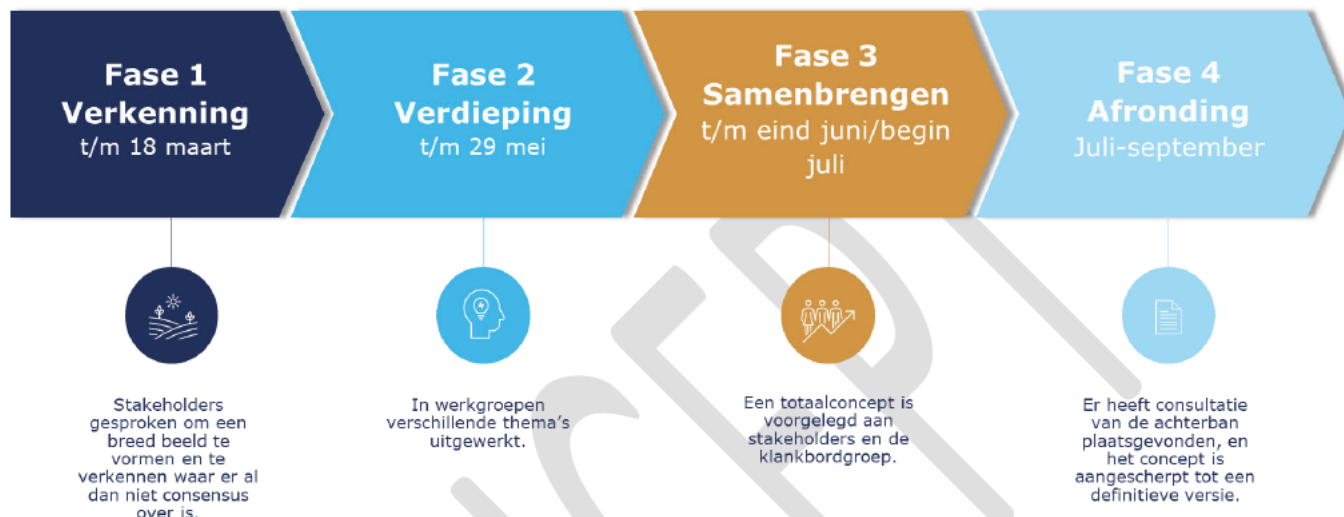 Fase 1
Verkenning
t/m 18 maart
Fase 2
Verdieping
t/m 29 mei
Fase 3
Samenbrengen
t/m eind juni/begin
juli
Fase 4
Afronding
Juli-september
Stakeholders
gesproken om een
breed beeld te
vormen en te
verkennen waar er al
dan niet consensus
over is.
In werkgroepen
verschillende thema's
uitgewerkt.
Een totaalconcept is
voorgelegd aan
stakeholders en de
klankbordgroep.
Er heeft consultatie
van de achterban
plaatsgevonden, en
het concept is
aangescherpt tot een
definitieve versie.